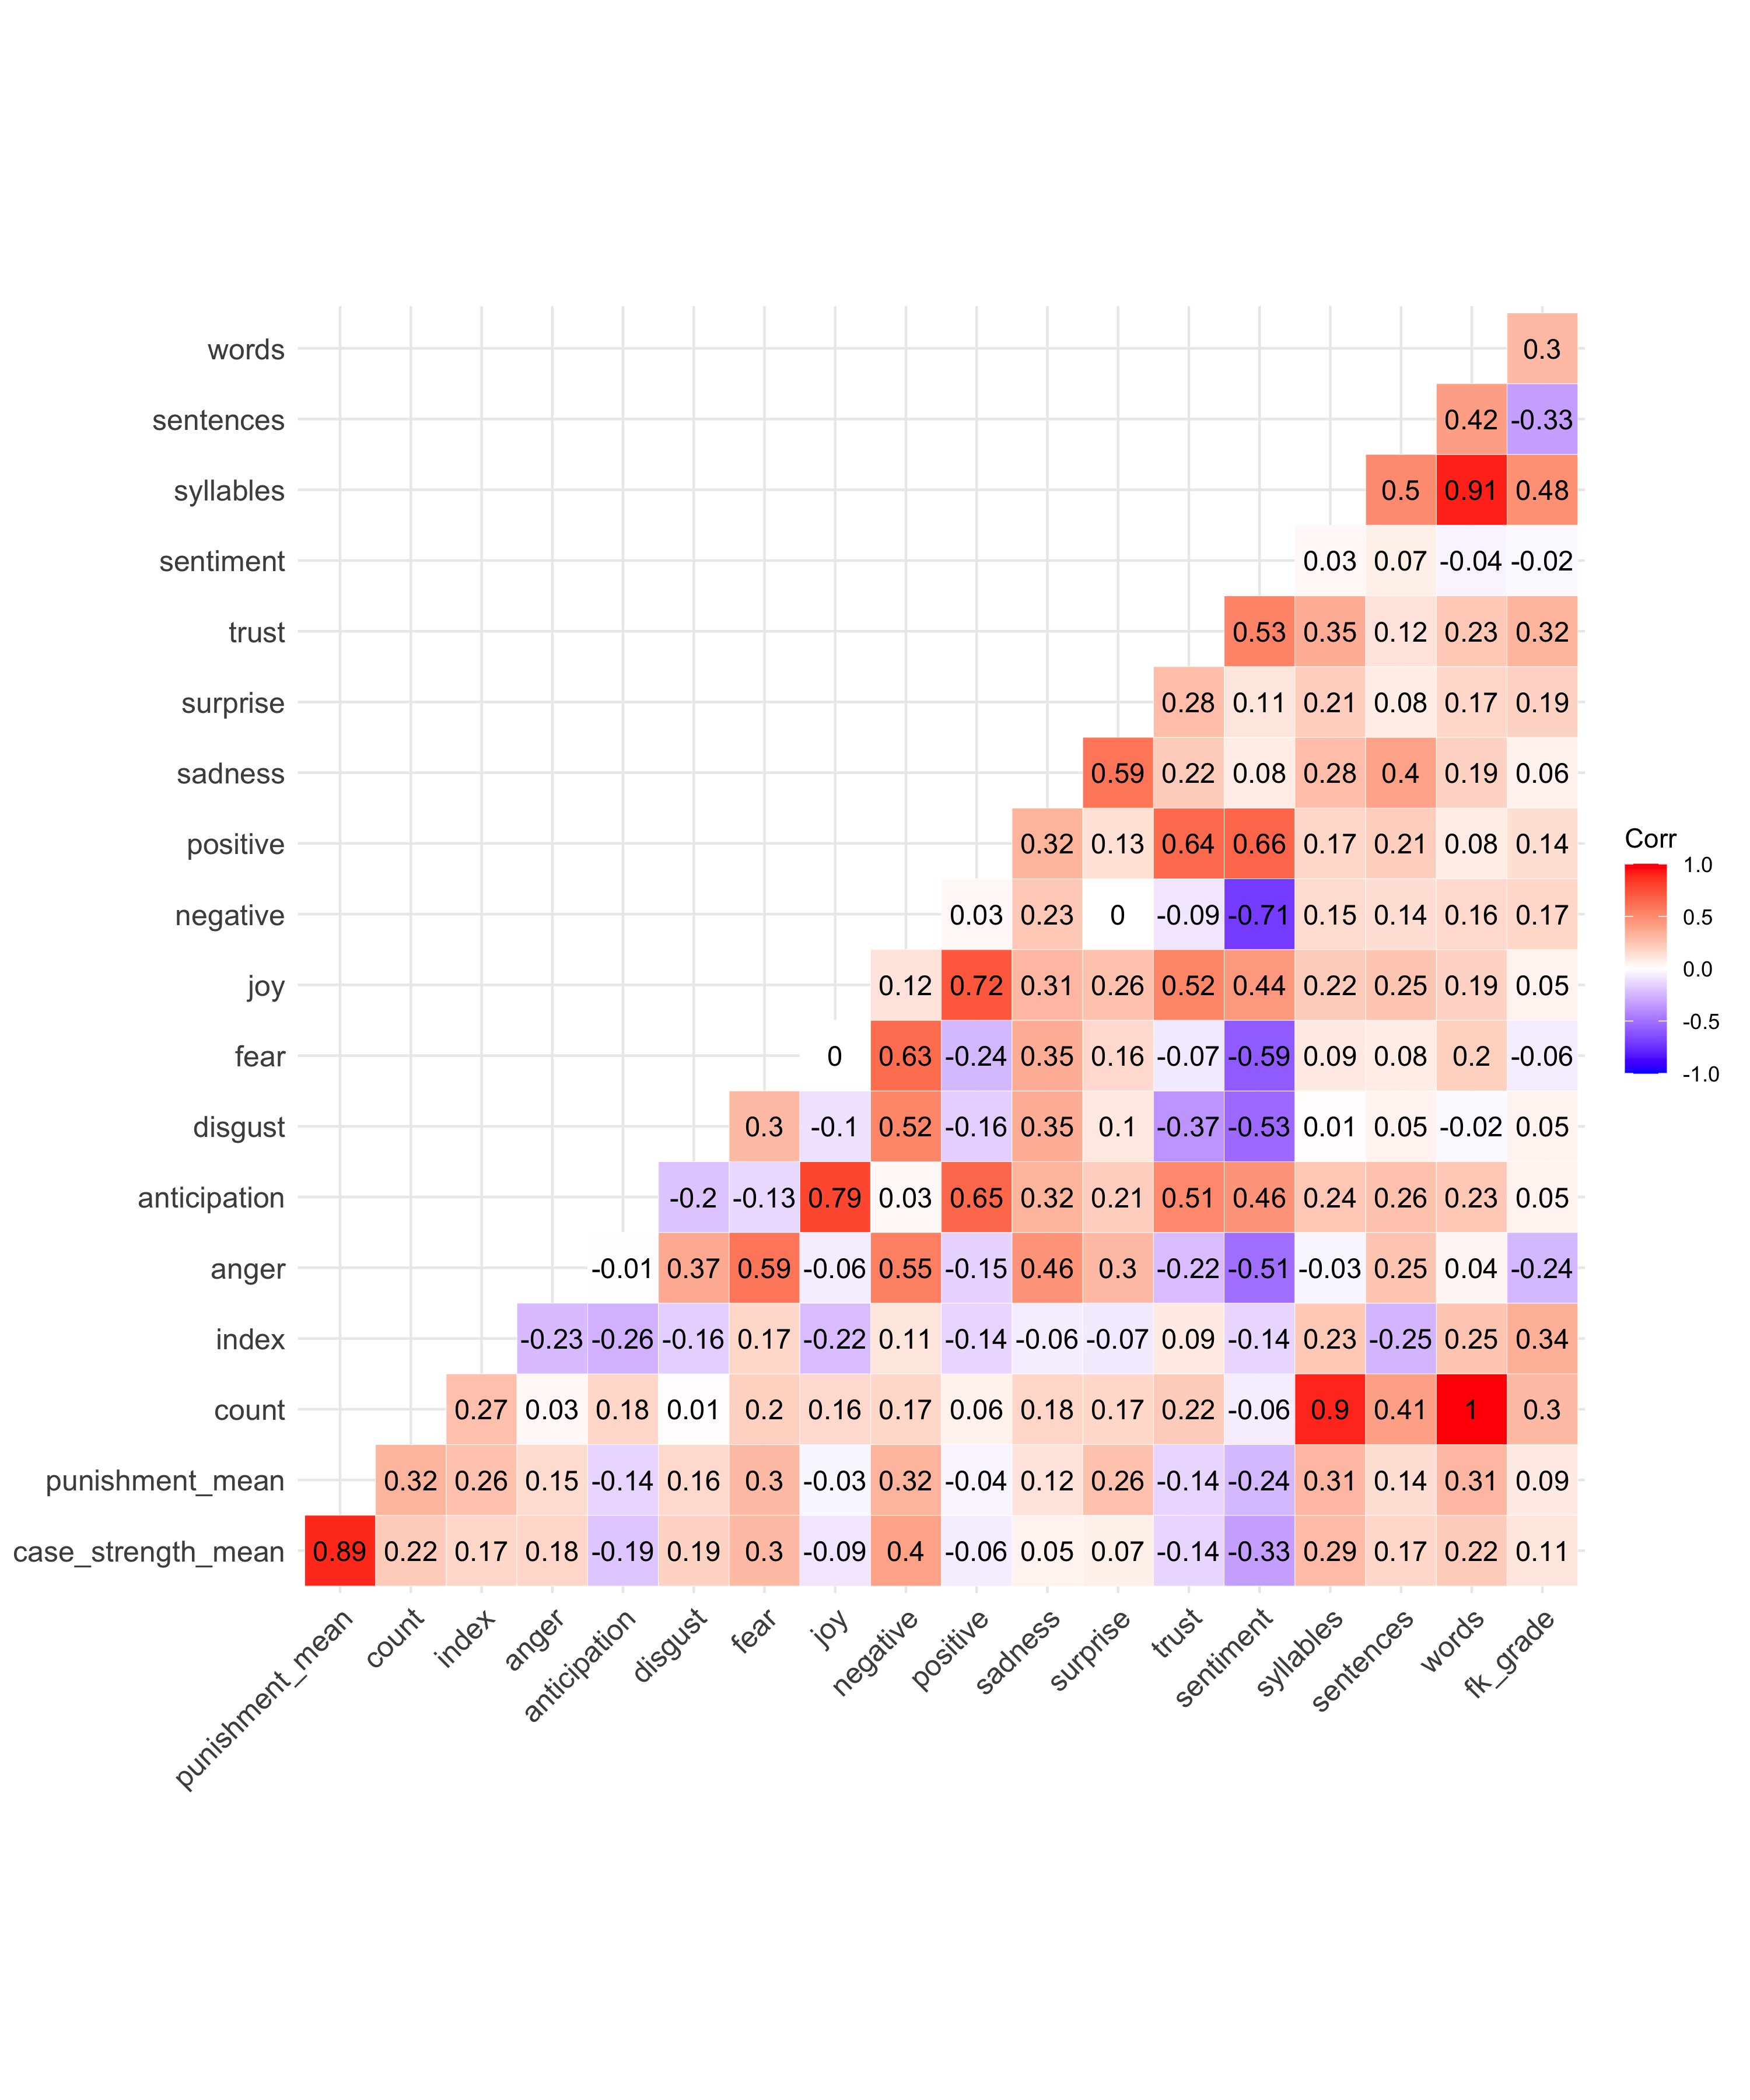 words 0.3
sentences 0.42 -0.33
syllables 0.5 0.91 0.48
sentiment 0.03 0.07 -0.04 -0.02
trust 0.53 0.35 0.12 0.23 0.32
surprise 0.28 0.11 0.21 0.08 0.17 0.19
sadness 0.59 0.22 0.08 0.28 0.4 0.19 0.06
positive 0.32 0.13 0.64 0.66 0.17 0.21 0.08 0.14
negative 0.03 0.23 0 -0.09 -0.71 0.15 0.14 0.16 0.17
joy 0.12 0.72 0.31 0.26 0.52 0.44 0.22 0.25 0.19 0.05
fear 0 0.63 -0.24 0.35 0.16 -0.07 -0.59 0.09 0.08 0.2 -0.06
disgust 0.3 -0.1 0.52 -0.16 0.35 0.1 -0.37 -0.53 0.01 0.05 -0.02 0.05
anticipation -0.2 -0.13 0.79 0.03 0.65 0.32 0.21 0.51 0.46 0.24 0.26 0.23 0.05
anger -0.01 0.37 0.59 -0.06 0.55 -0.15 0.46 0.3 -0.22 -0.51 -0.03 0.25 0.04 -0.24
index -0.23 -0.26 -0.16 0.17 -0.22 0.11 -0.14 -0.06 -0.07 0.09 -0.14 0.23 -0.25 0.25 0.34
count 0.27 0.03 0.18 0.01 0.2 0.16 0.17 0.06 0.18 0.17 0.22 -0.06 0.9 0.41 1 0.3
punishment_mean 0.32 0.26 0.15 -0.14 0.16 0.3 -0.03 0.32 -0.04 0.12 0.26 -0.14 -0.24 0.31 0.14 0.31 0.09
case_strength_mean 0.89 0.22 0.17 0.18 -0.19 0.19 0.3 -0.09 0.4 -0.06 0.05 0.07 -0.14 -0.33 0.29 0.17 0.22 0.11
punishment_mean count index anger anticipation disgust fear joy negative positive sadness surprise trust sentiment syllables sentences words fk_grade
Corr
1.0
0.5
0.0
-0.5
-1.0